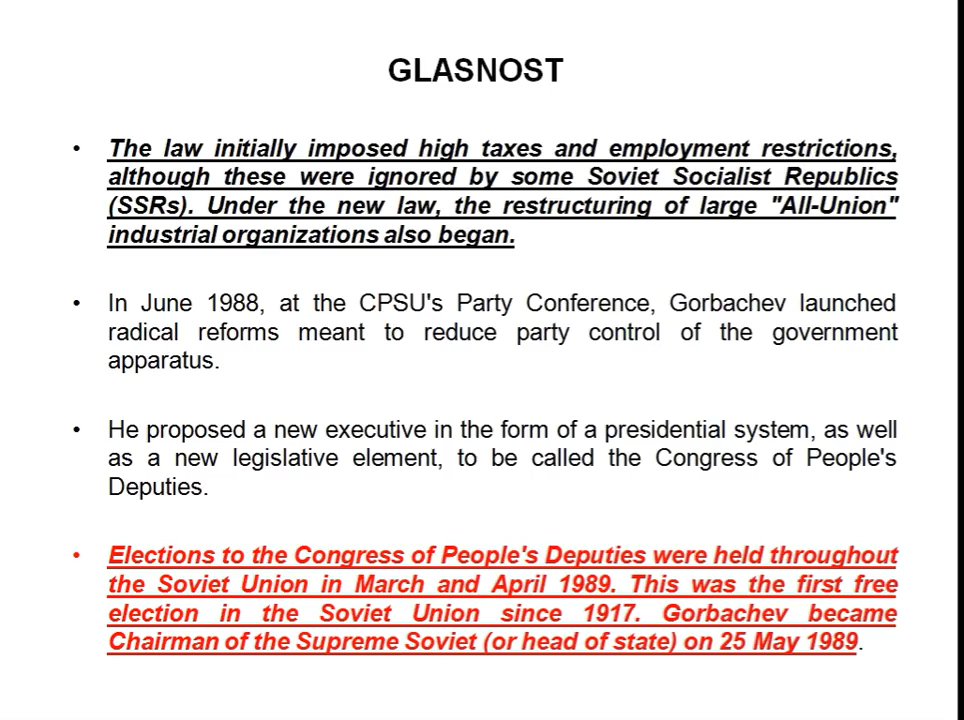 GLASNOST
• The law initially imposed high taxes and employment restrictions,
although these were ignored by some Soviet Socialist Republics
(SSRs). Under the new law, the restructuring of large "All-Union"
industrial organizations also began.
• In June 1988, at the CPSU's Party Conference, Gorbachev launched
radical reforms meant to reduce party control of the government
apparatus.
• He proposed a new executive in the form of a presidential system, as well
as a new legislative element, to be called the Congress of People's
Deputies.
• Elections to the Congress of People's Deputies were held throughout
the Soviet Union in March and April 1989. This was the first free
election in the Soviet Union since 1917. Gorbachev became
Chairman of the Supreme Soviet (or head of state) on 25 May 1989.